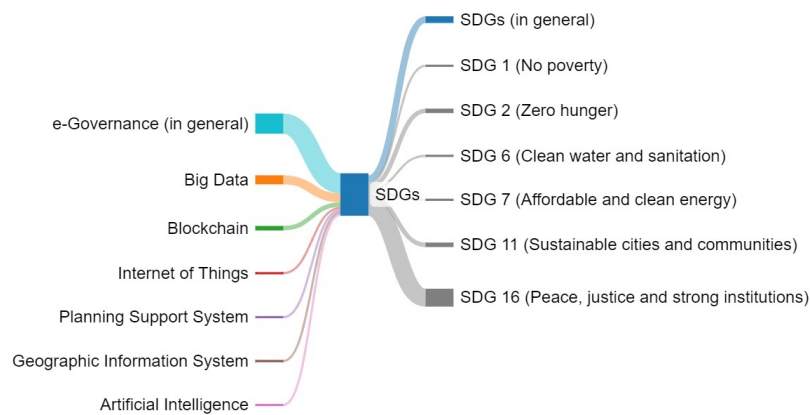 e-Governance (in general)
Big Data
Blockchain
Internet of Things
Planning Support System
Geographic Information System
Artificial Intelligence
SDGs
SDGs (in general)
SDG 1 (No poverty)
SDG 2 (Zero hunger)
SDG 6 (Clean water and sanitation)
SDG 7 (Affordable and clean energy)
SDG 11 (Sustainable cities and communities)
SDG 16 (Peace, justice and strong institutions)